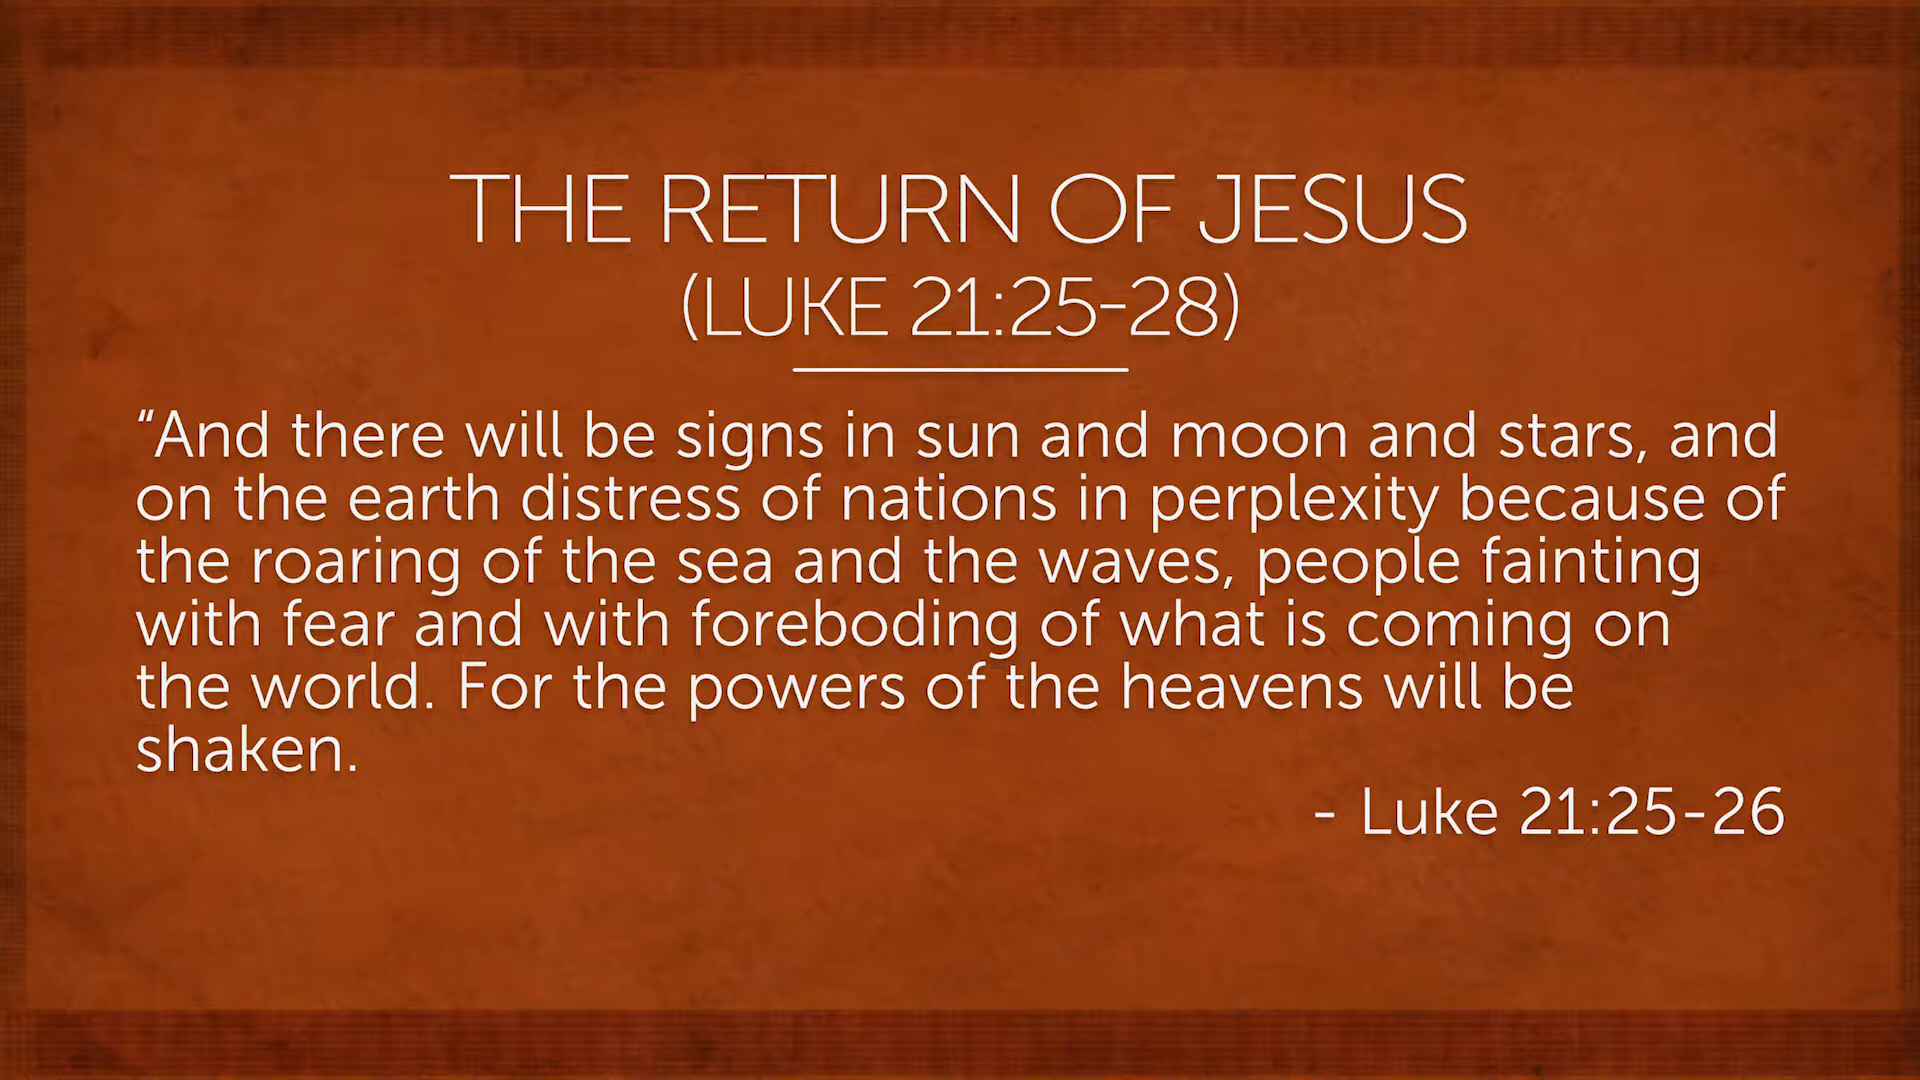 THE RETURN OF JESUS
(LUKE 21:25-28)
“And there will be signs in sun and moon and stars, and
on the earth distress of nations in perplexity because of
the roaring of the sea and the waves, people fainting
with fear and with foreboding of what is coming on
the world. For the powers of the heavens will be
shaken.
- Luke 21:25-26